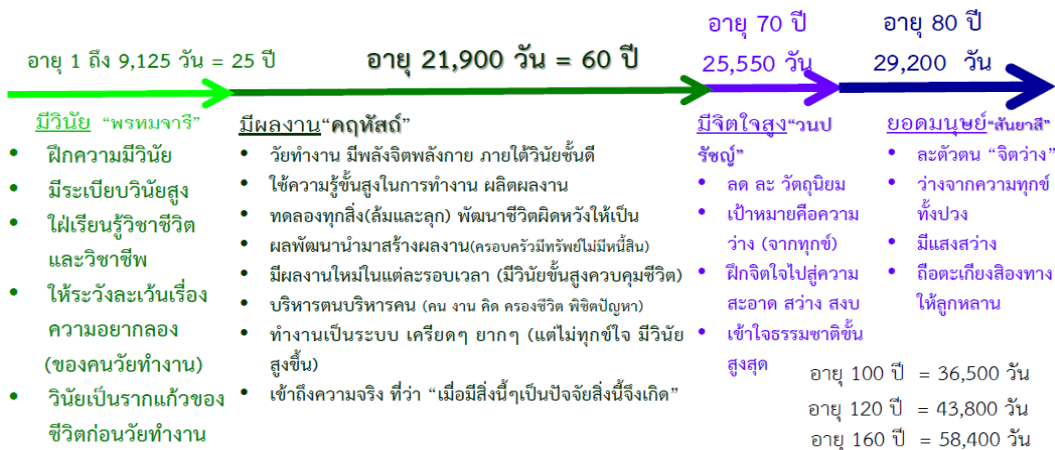 อายุ 1 ถึง 9,125 วัน = 25 ปี
อายุ 21,900 วัน = 60 ปี
อายุ 70 ปี
25,550 วัน
อายุ 80 ปี
29,200 วัน
มีวินัย "พรหมจารี"
• ฝึกความมีวินัย
• มีระเบียบวินัยสูง
• ใฝ่เรียนรู้วิชาชีวิต
และวิชาชีพ
• ให้ระวังละเว้นเรื่อง
ความอยากลอง
(ของคนวัยทำงาน)
• วินัยเป็นรากแก้วของ
ชีวิตก่อนวัยทำงาน
มีผลงาน"คฤหัสถ์"
• วัยทำงาน มีพลังจิตพลังกาย ภายใต้วินัยชั้นดี
• ใช้ความรู้ขั้นสูงในการทำงาน ผลิตผลงาน
• ทดลองทุกสิ่ง(ล้มและลุก) พัฒนาชีวิตผิดหวังให้เป็น
• ผลพัฒนานำมาสร้างผลงาน(ครอบครัวมีทรัพย์ไม่มีหนี้สิน)
• มีผลงานใหม่ในแต่ละรอบเวลา (มีวินัยขั้นสูงควบคุมชีวิต)
• บริหารตนบริหารคน (คน งาน คิด ครองชีวิต พิชิตปัญหา)
• ทำงานเป็นระบบ เครียดๆ ยากๆ (แต่ไม่ทุกข์ใจ มีวินัย
สูงขึ้น)
• เข้าถึงความจริง ที่ว่า "เมื่อมีสิ่งนี้ๆเป็นปัจจัยสิ่งนี้จึงเกิด"
มีจิตใจสูง"วนป
รัชญ์"
• ลด ละ วัตถุนิยม
• เป้าหมายคือความ
ว่าง (จากทุกข์)
• ฝึกจิตใจไปสู่ความ
สะอาด สว่าง สงบ
• เข้าใจธรรมชาติขั้น
สูงสุด
ยอดมนุษย์"สันยาสี"
• ละตัวตน "จิตว่าง"
• ว่างจากความทุกข์
ทั้งปวง
• มีแสงสว่าง
• ถือตะเกียงสิองทาง
ให้ลูกหลาน
อายุ 100 ปี = 36,500 วัน
อายุ 120 ปี = 43,800 วัน
อายุ 160 ปี = 58,400 วัน